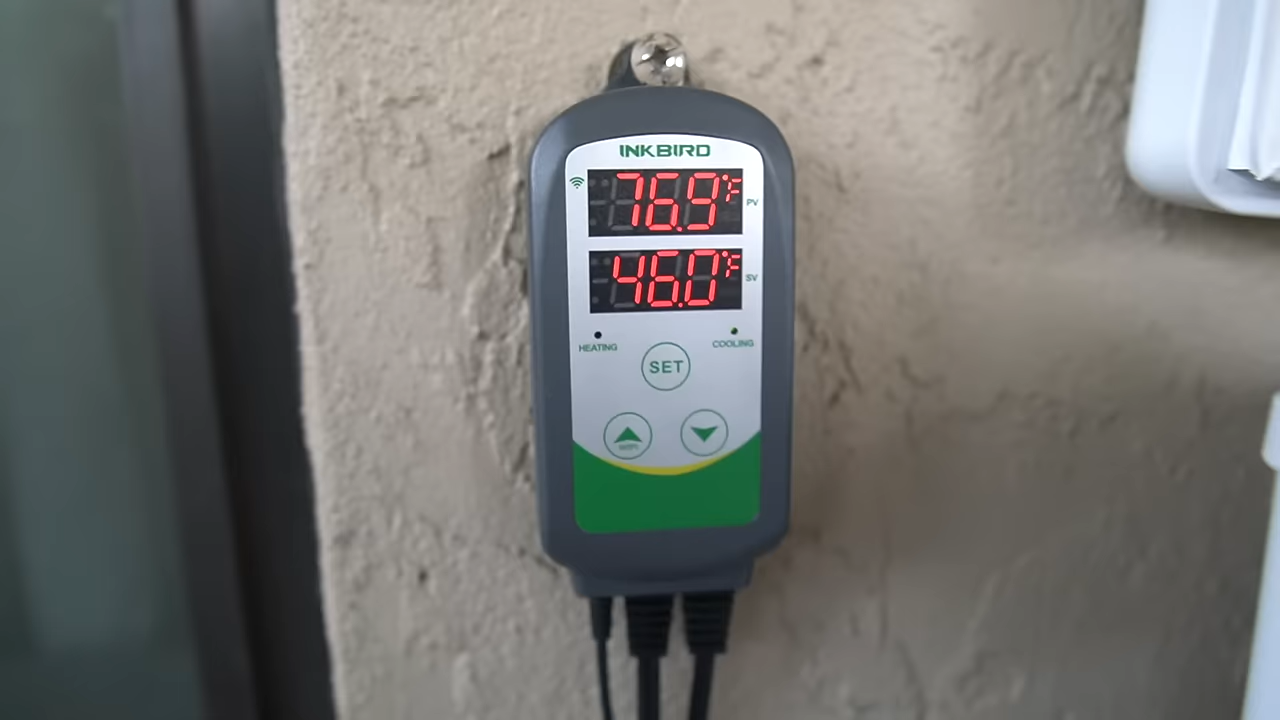 INKBIRD
76.9°F PV
46.0°F SV
HEATING COOLING
SET